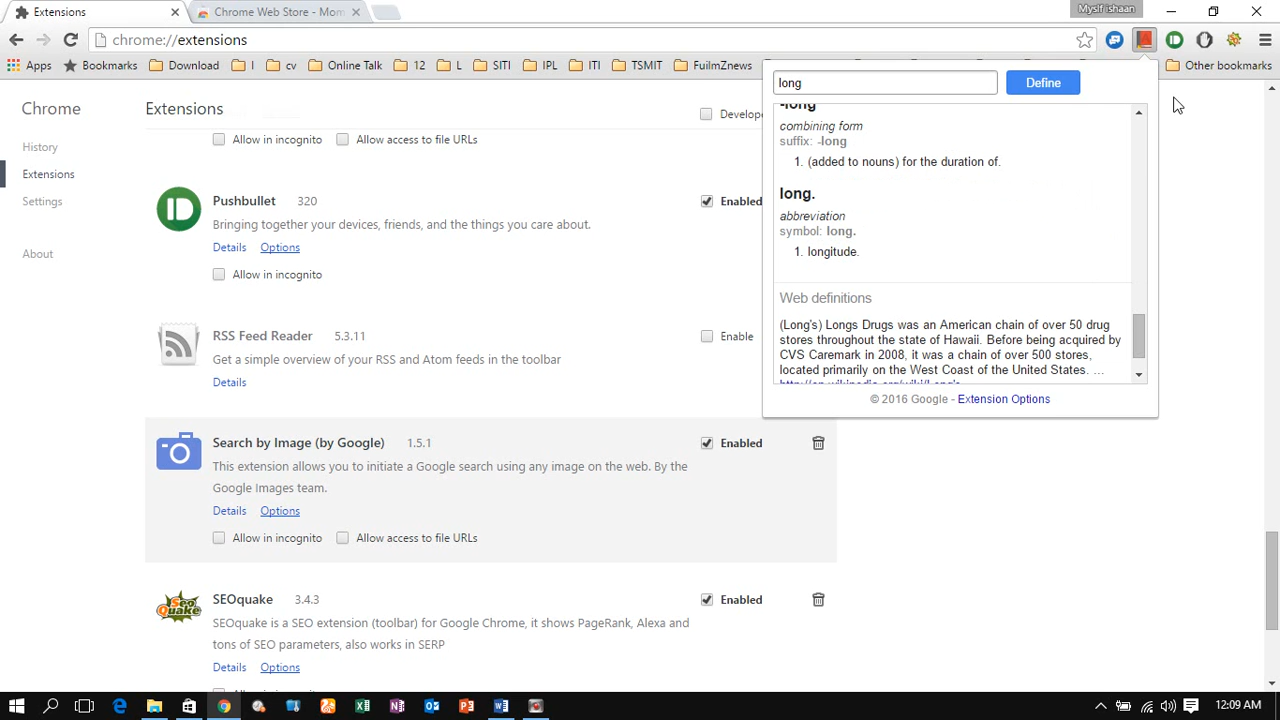 Extensions
Chrome Web Store - Mom
Myslf ishaan
chrome://extensions
Apps
Bookmarks
Download
I
cv
Online Talk
12
L
SITI
IPL
ITI
TSMIT
FuilmZnews
Other bookmarks
Chrome
History
Extensions
Settings
About
Extensions
Develope
Allow in incognito
Allow access to file URLs
Pushbullet 320
Enabled
Bringing together your devices, friends, and the things you care about.
Details Options
Allow in incognito
RSS Feed Reader 5.3.11
Enable
Get a simple overview of your RSS and Atom feeds in the toolbar
Details
Search by Image (by Google) 1.5.1
Enabled
This extension allows you to initiate a Google search using any image on the web. By the
Google Images team.
Details Options
Allow in incognito
Allow access to file URLs
SEOquake 3.4.3
Enabled
SEOquake is a SEO extension (toolbar) for Google Chrome, it shows PageRank, Alexa and
tons of SEO parameters, also works in SERP
Details Options
long
Define
-long
combining form
suffix: -long
1. (added to nouns) for the duration of.
long.
abbreviation
symbol: long.
1. longitude.
Web definitions
(Long's) Longs Drugs was an American chain of over 50 drug
stores throughout the state of Hawaii. Before being acquired by
CVS Caremark in 2008, it was a chain of over 500 stores,
located primarily on the West Coast of the United States. ...
http://en.wikipedia.org/wiki/Long's
© 2016 Google - Extension Options
12:09 AM